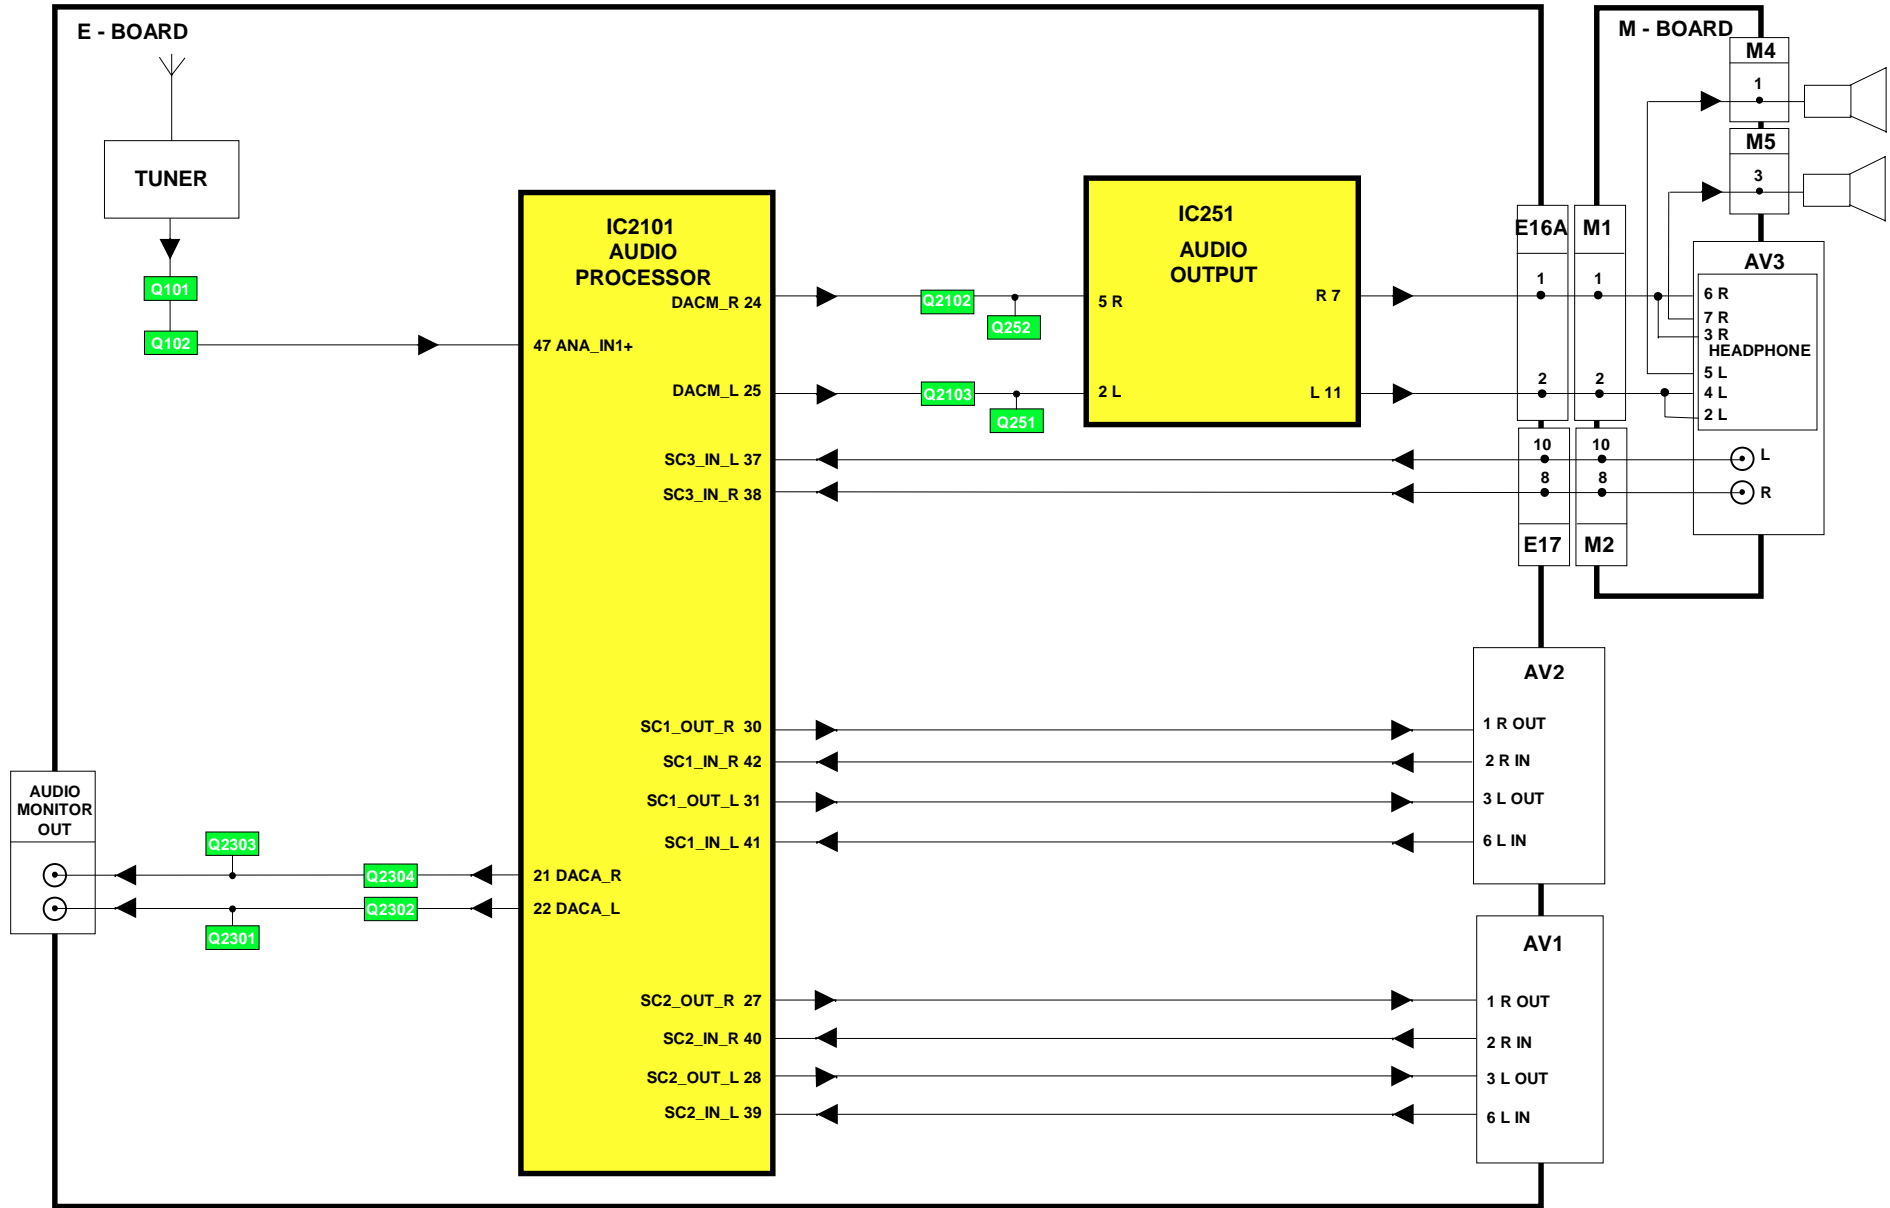 E - BOARD
TUNER
Q101
Q102
IC2101
AUDIO
PROCESSOR
DACM_R 24
47 ANA_IN1+
DACM_L 25
SC3_IN_L 37
SC3_IN_R 38
SC1_OUT_R 30
SC1_IN_R 42
SC1_OUT_L 31
SC1_IN_L 41
21 DACA_R
22 DACA_L
SC2_OUT_R 27
SC2_IN_R 40
SC2_OUT_L 28
SC2_IN_L 39
AUDIO
MONITOR
OUT
Q2303
Q2304
Q2302
Q2301
Q2102
Q252
Q2103
Q251
IC251
AUDIO
OUTPUT
5 R
R 7
2 L
L 11
E16A
1
2
10
8
E17
M1
1
2
10
8
M2
M - BOARD
M4
1
M5
3
AV3
6 R
7 R
3 R
HEADPHONE
5 L
4 L
2 L
L
R
AV2
1 R OUT
2 R IN
3 L OUT
6 L IN
AV1
1 R OUT
2 R IN
3 L OUT
6 L IN